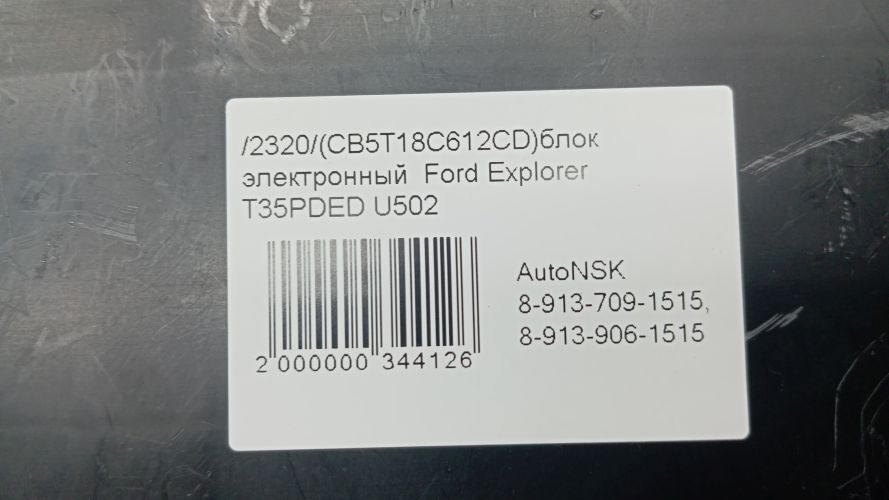 /2320/(CB5T18C612CD)блок
электронный Ford Explorer
T35PDED U502
AutoNSK
8-913-709-1515,
8-913-906-1515
2 000000 344126